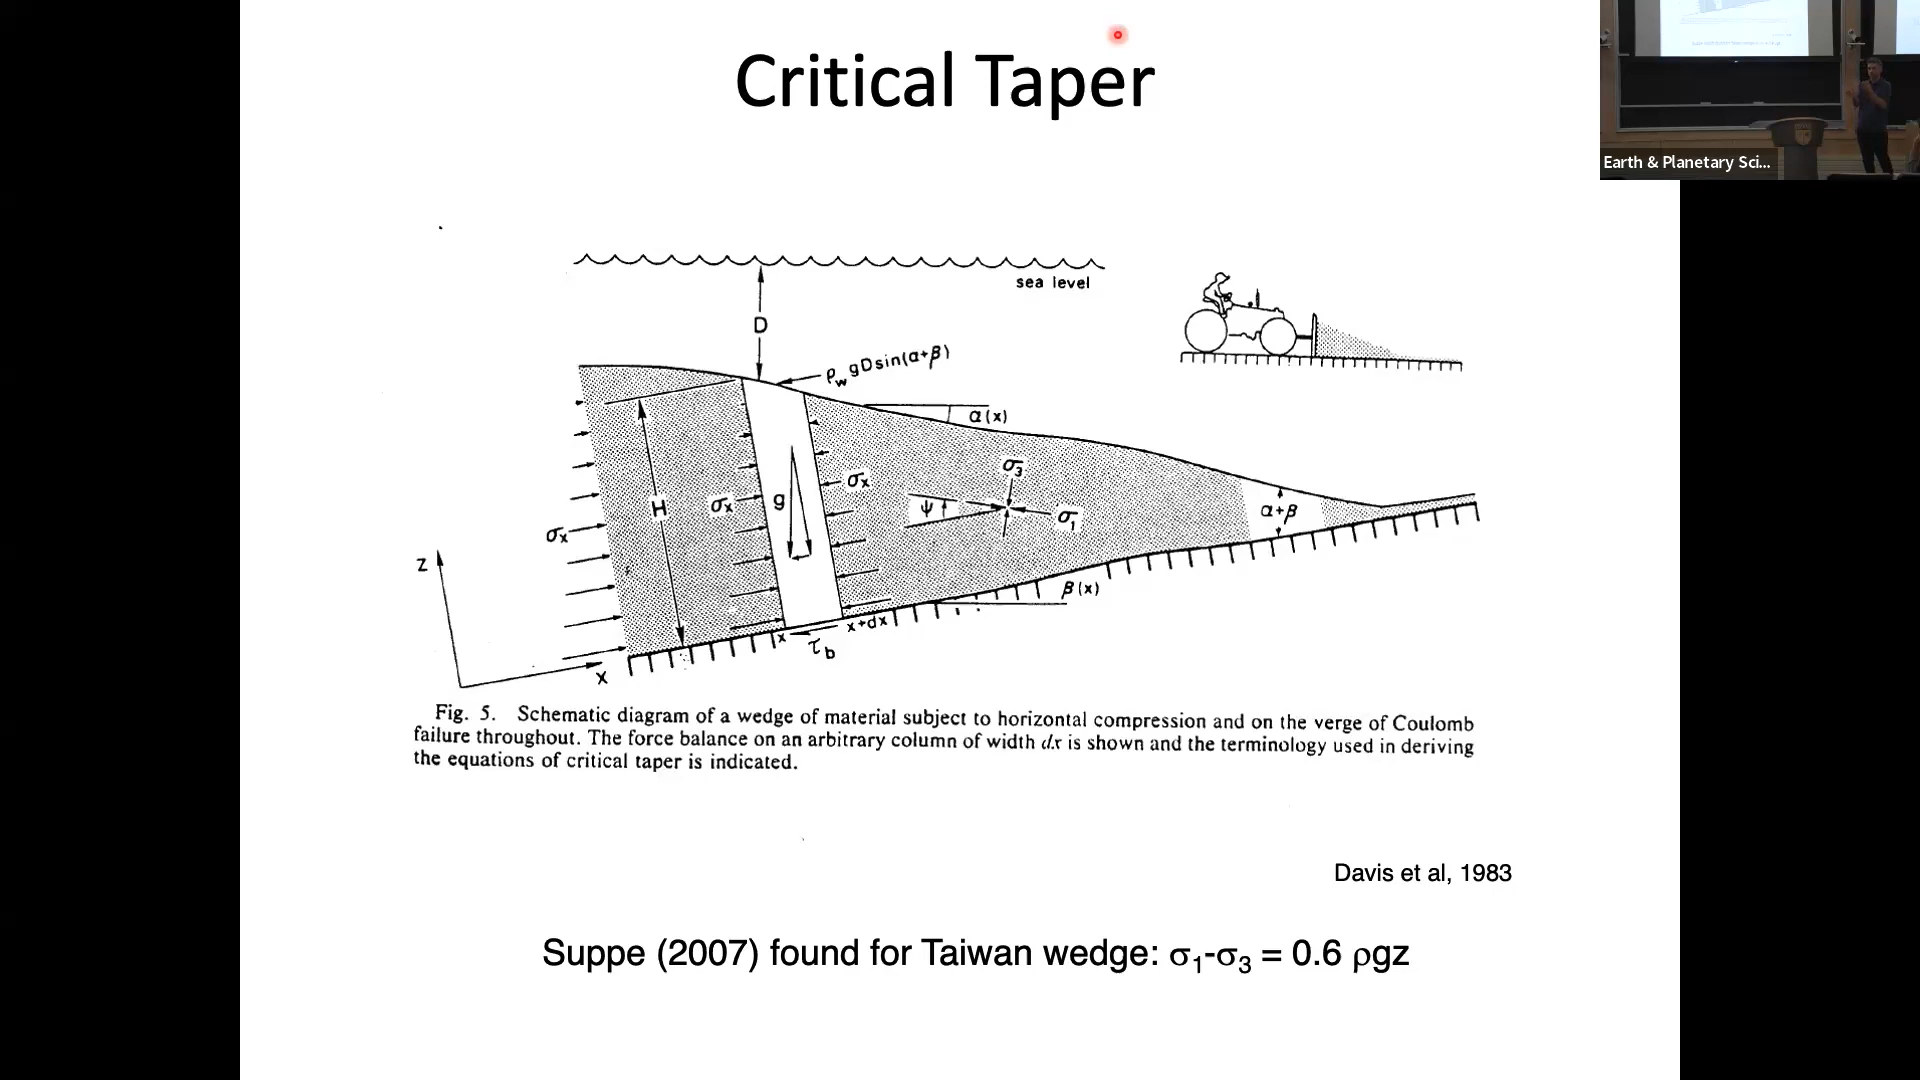 Critical Taper
Earth & Planetary Sci...
sea level
D
ρw gDsin(α+β)
α(x)
σ3
H
σx
g
σx
ψ
σ1
α+β
σx
z
β(x)
x
x+dx
τb
x
Fig. 5. Schematic diagram of a wedge of material subject to horizontal compression and on the verge of Coulomb
failure throughout. The force balance on an arbitrary column of width dx is shown and the terminology used in deriving
the equations of critical taper is indicated.
Davis et al, 1983
Suppe (2007) found for Taiwan wedge: σ1-σ3 = 0.6 ρgz